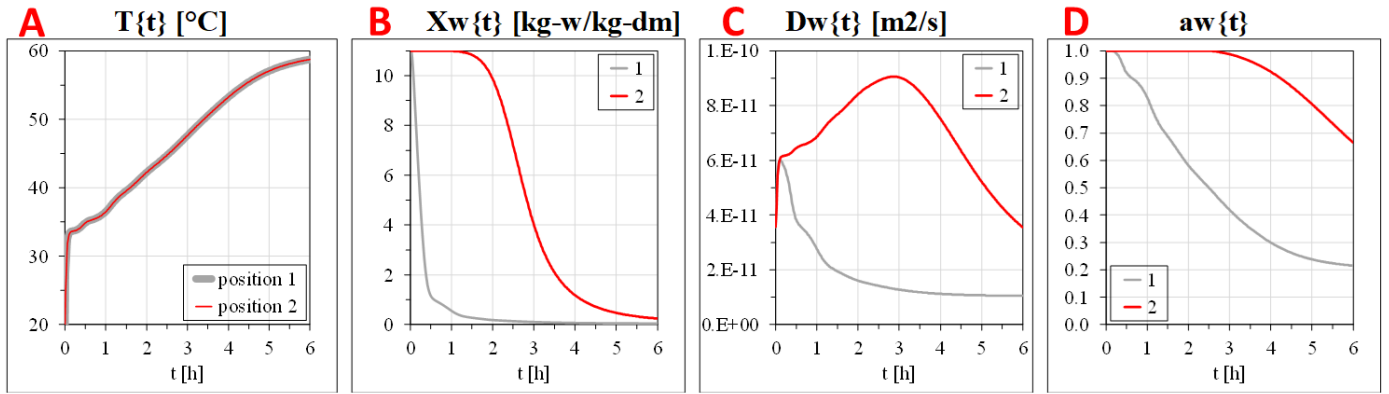 A T{t} [°C]
60
50
40
30
20
0 1 2 3 4 5 6
t [h]
position 1
position 2
B Xw{t} [kg-w/kg-dm]
10
8
6
4
2
0
0 1 2 3 4 5 6
t [h]
1
2
C Dw{t} [m2/s]
1.E-10
8.E-11
6.E-11
4.E-11
2.E-11
0.E+00
0 1 2 3 4 5 6
t [h]
1
2
D aw{t}
1.0
0.9
0.8
0.7
0.6
0.5
0.4
0.3
0.2
0.1
0.0
0 1 2 3 4 5 6
t [h]
1
2